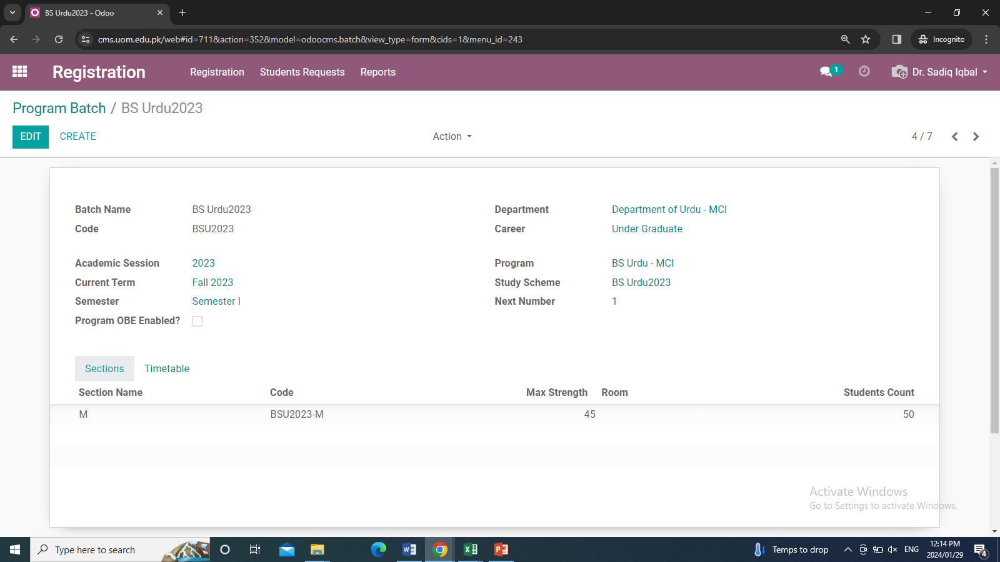 BS Urdu2023 - Odoo
cms.uom.edu.pk/web#id=711&action=352&model=odoocms.batch&view_type=form&cids=1&menu_id=243
Incognito
Registration Registration Students Requests Reports 1 Dr. Sadiq Iqbal
Program Batch / BS Urdu2023
EDIT CREATE Action 4 / 7
Batch Name BS Urdu2023 Department Department of Urdu - MCI
Code BSU2023 Career Under Graduate
Academic Session 2023 Program BS Urdu - MCI
Current Term Fall 2023 Study Scheme BS Urdu2023
Semester Semester I Next Number 1
Program OBE Enabled?
Sections Timetable
Section Name Code Max Strength Room Students Count
M BSU2023-M 45 50
Activate Windows
Go to Settings to activate Windows.
Type here to search Temps to drop ENG 12:14 PM
2024/01/29 4